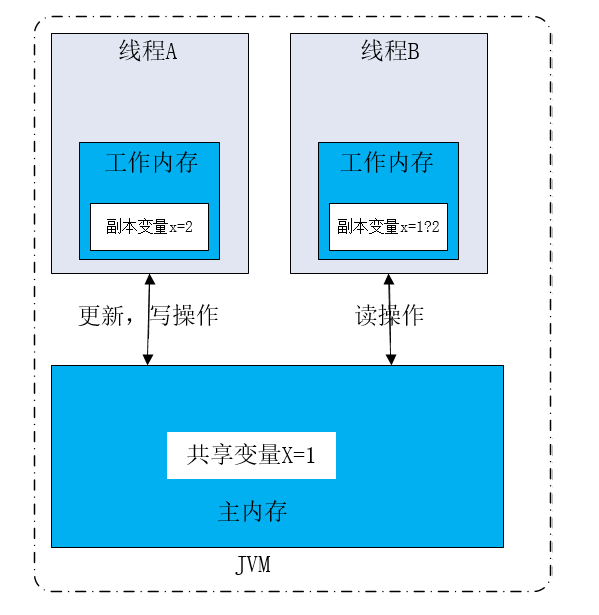 线程A
线程B
工作内存
工作内存
副本变量x=2
副本变量x=1?2
更新，写操作
读操作
共享变量X=1
主内存
JVM